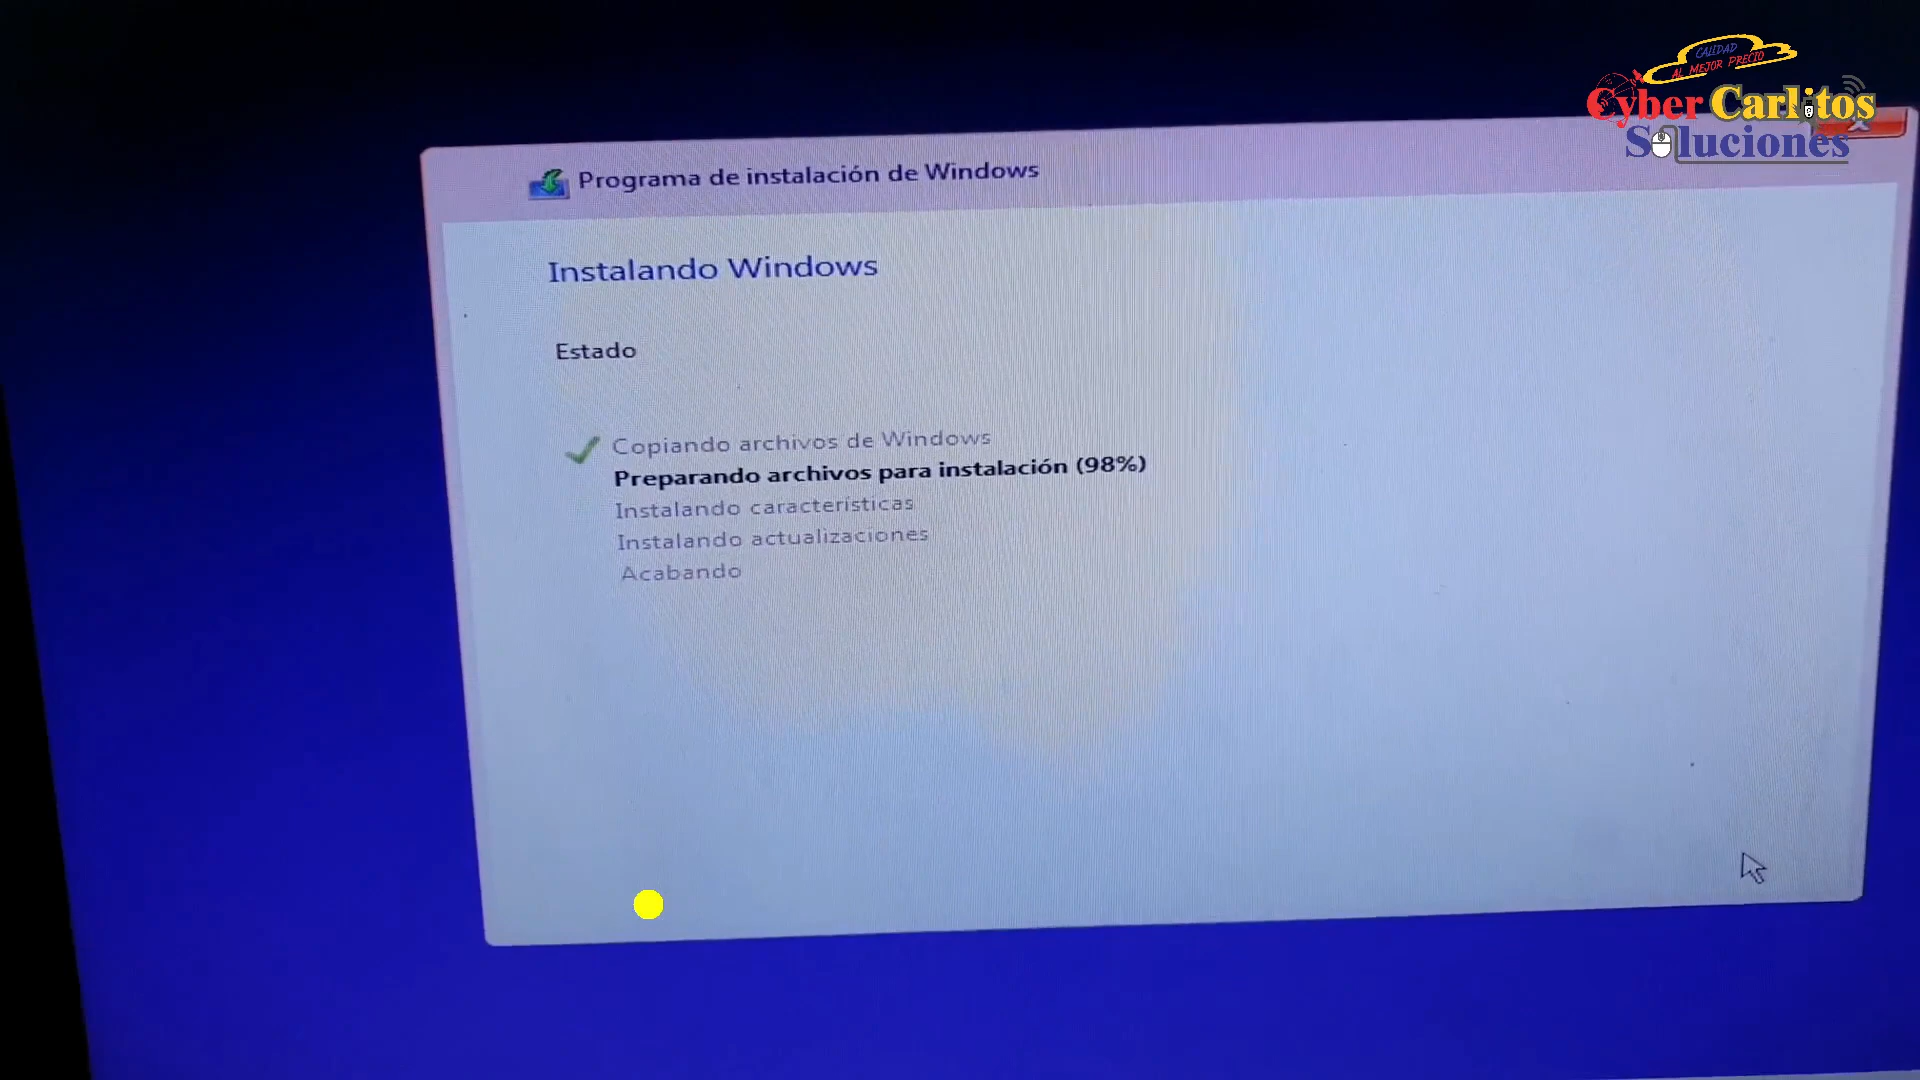 CALIDAD
AL MEJOR PRECIO
Cyber Carlitos
Soluciones
Programa de instalación de Windows
Instalando Windows
Estado
Copiando archivos de Windows
Preparando archivos para instalación (98%)
Instalando características
Instalando actualizaciones
Acabando